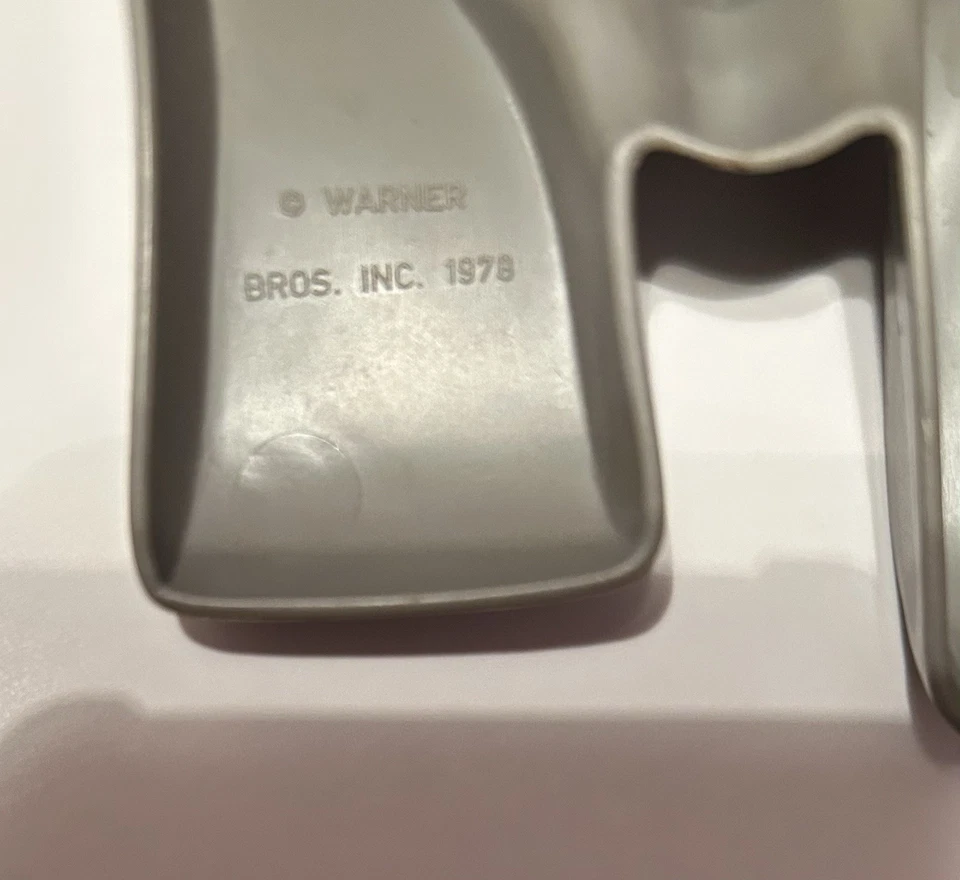 © WARNER
BROS. INC. 1978